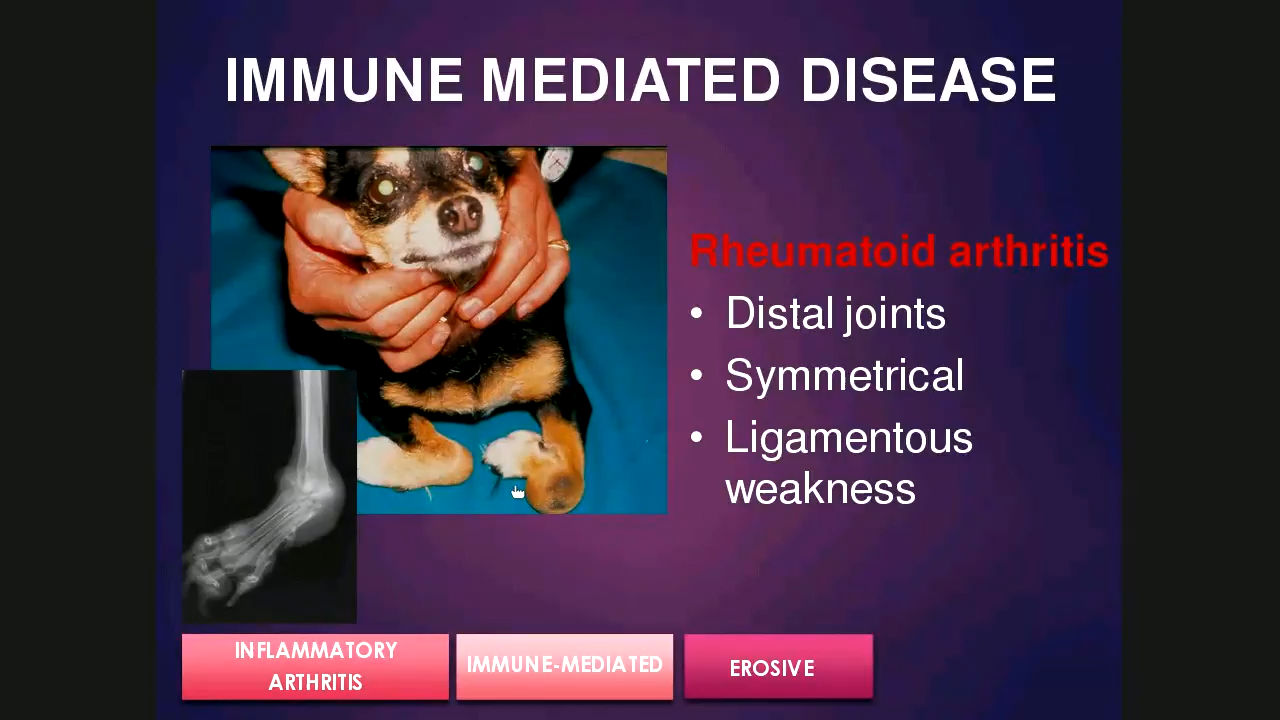 IMMUNE MEDIATED DISEASE
Rheumatoid arthritis
• Distal joints
• Symmetrical
• Ligamentous
weakness
INFLAMMATORY
ARTHRITIS
IMMUNE-MEDIATED
EROSIVE